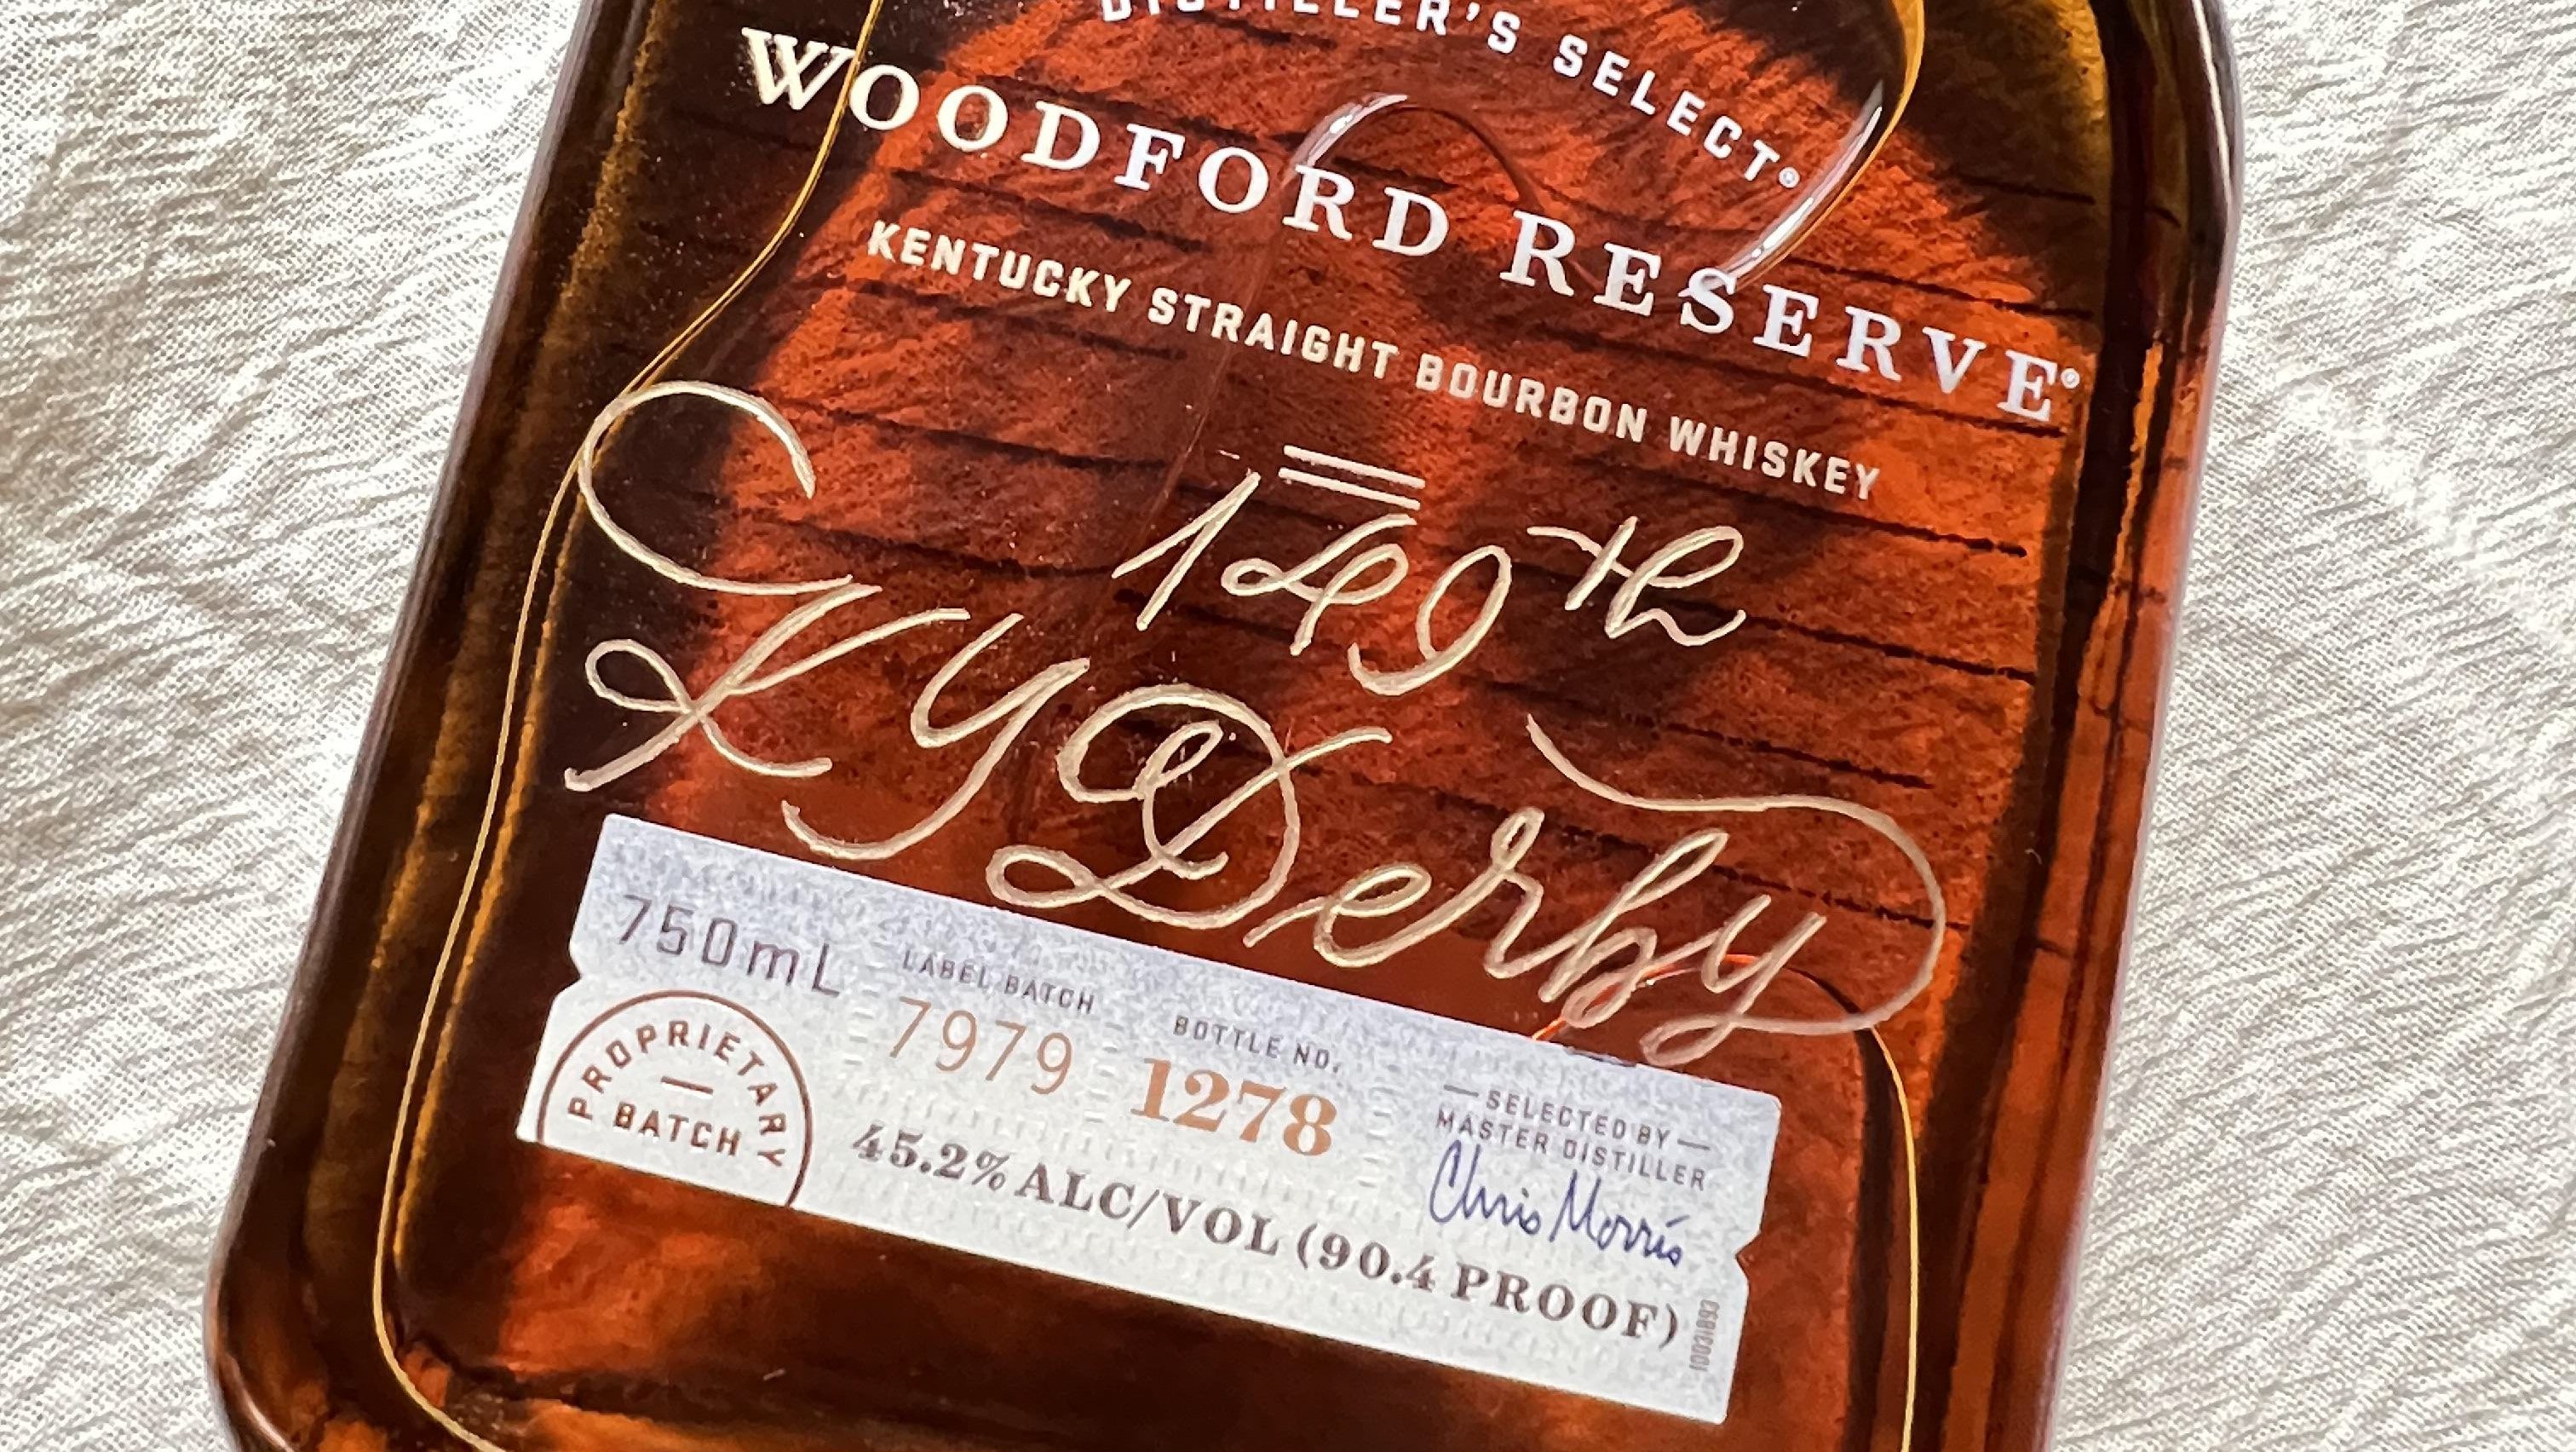 DISTILLER'S SELECT®
WOODFORD RESERVE®
KENTUCKY STRAIGHT BOURBON WHISKEY
149th
KY Derby
750mL
LABEL BATCH
7979
BOTTLE NO.
1278
PROPRIETARY
BATCH
SELECTED BY
MASTER DISTILLER
Chris Morris
45.2% ALC/VOL (90.4 PROOF)